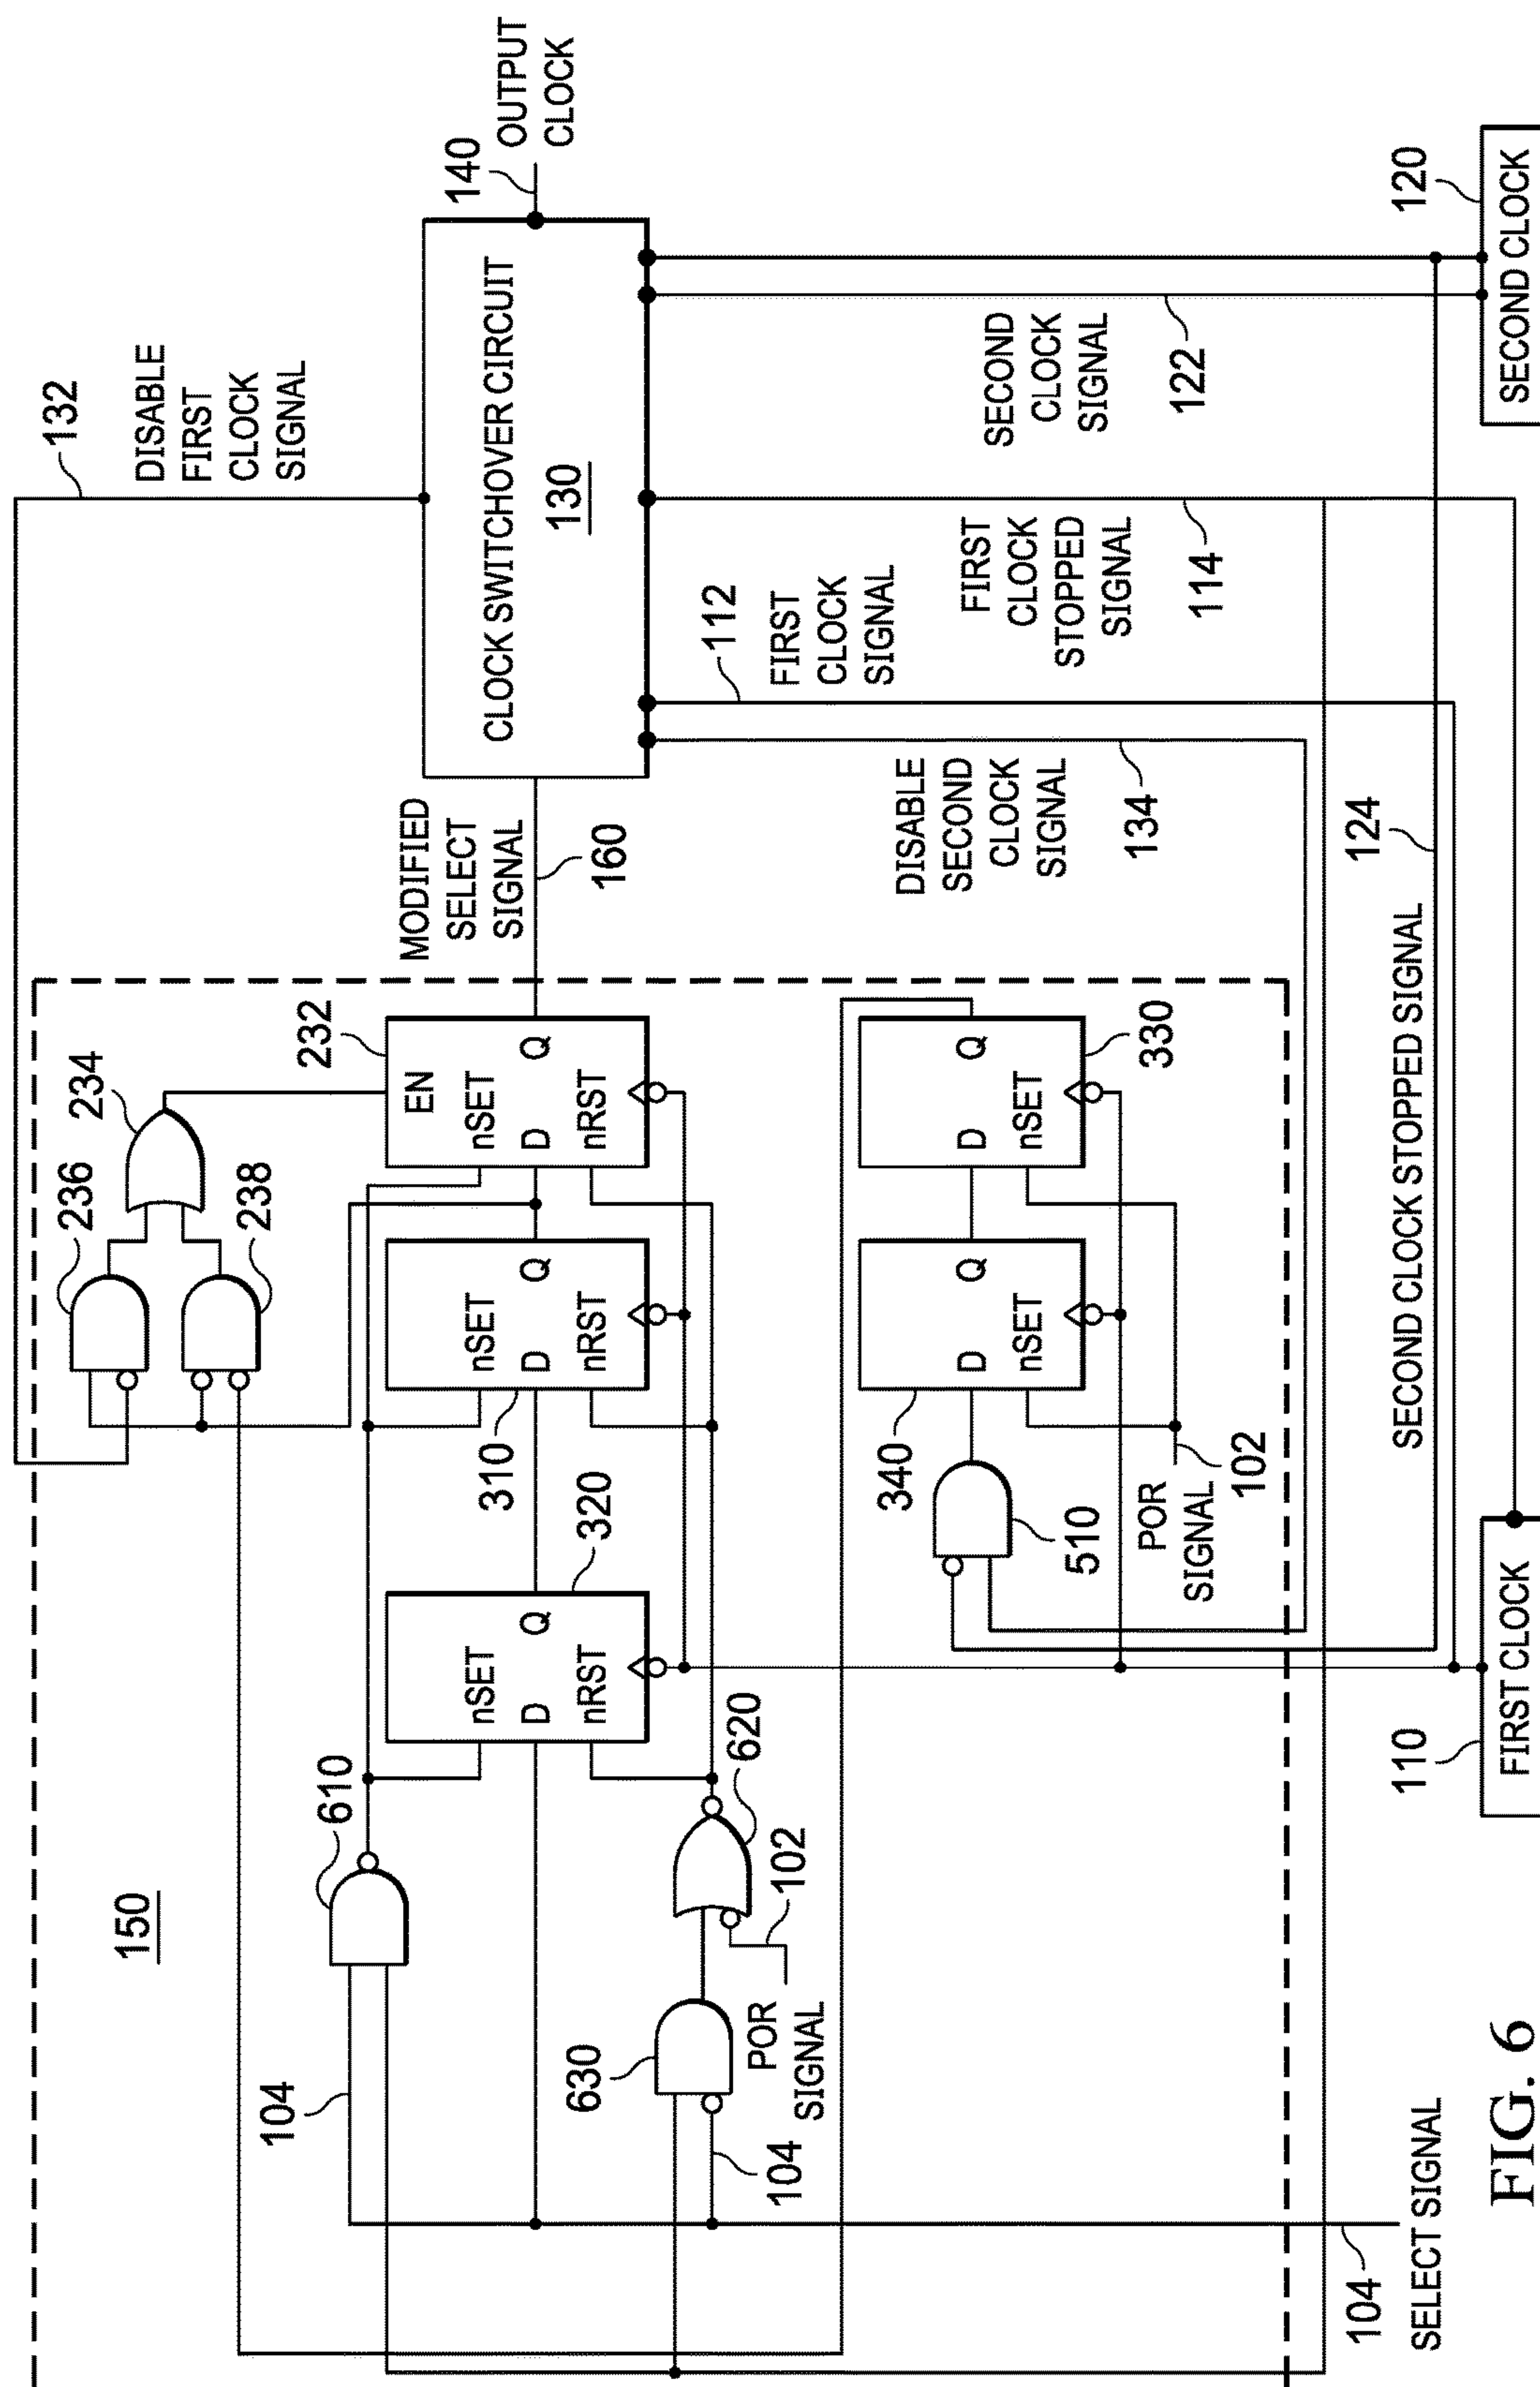 150
104
104
SELECT SIGNAL
104
630
POR
SIGNAL
102
620
610
nSET
D
nRST
Q
320
310
nSET
D
nRST
Q
236
238
234
232
EN
nSET
D
nRST
Q
MODIFIED
SELECT
SIGNAL
160
132
DISABLE
FIRST
CLOCK
SIGNAL
CLOCK SWITCHOVER CIRCUIT
130
140
OUTPUT
CLOCK
510
340
D
nSET
Q
POR
SIGNAL
102
D
nSET
Q
330
DISABLE
SECOND
CLOCK
SIGNAL
134
112
FIRST
CLOCK
SIGNAL
FIRST
CLOCK
STOPPED
SIGNAL
114
SECOND
CLOCK
SIGNAL
122
SECOND CLOCK STOPPED SIGNAL
124
110
FIRST CLOCK
120
SECOND CLOCK
FIG. 6